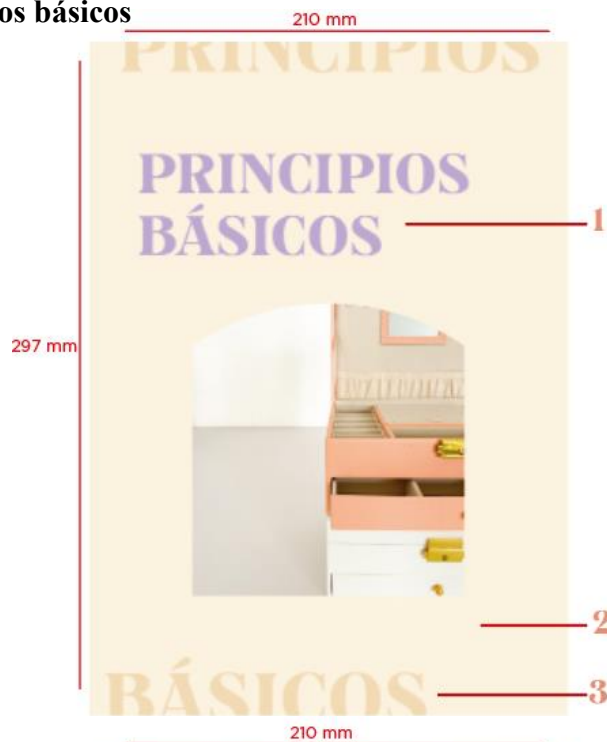 os básicos
210 mm
PRINCIPIOS
PRINCIPIOS
BÁSICOS
1
297 mm
2
BÁSICOS
3
210 mm